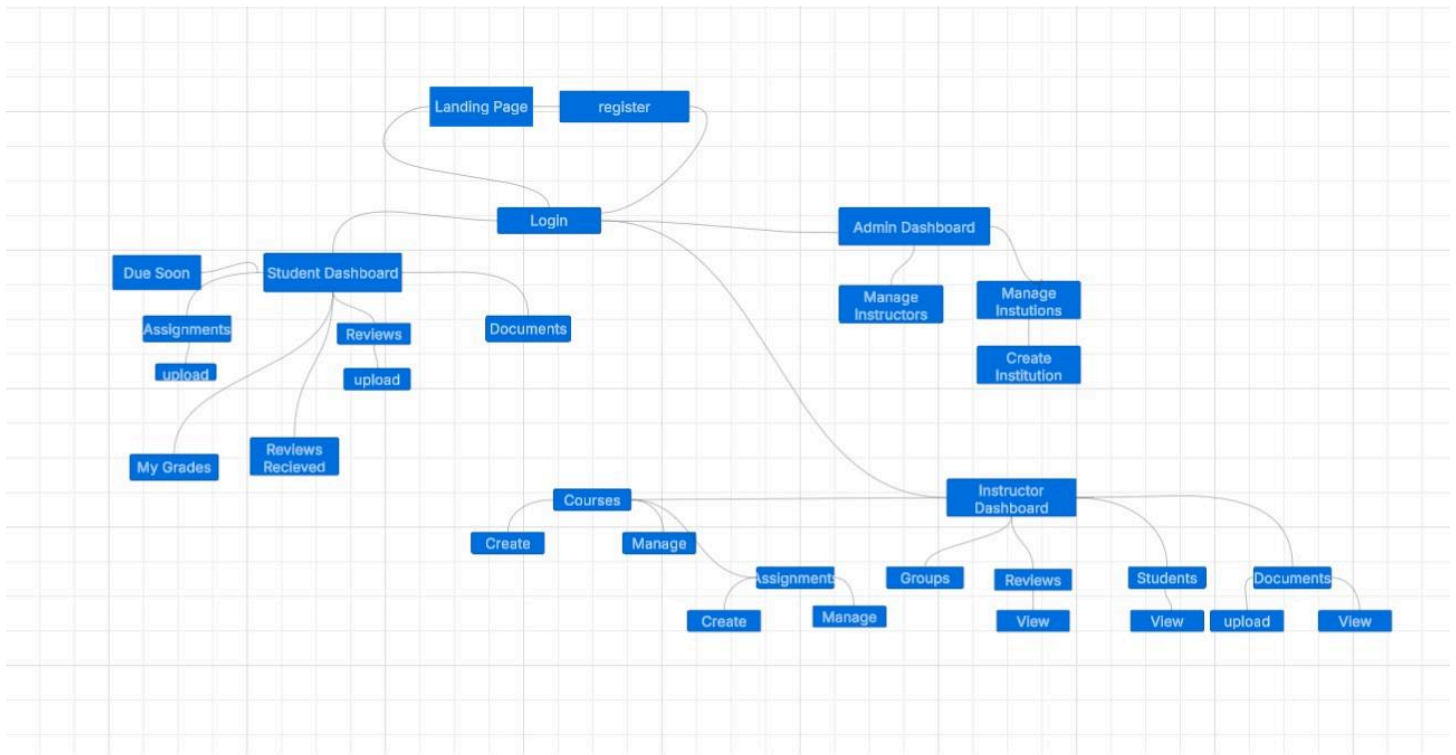 Landing Page
register
Login
Admin Dashboard
Due Soon
Student Dashboard
Manage
Instructors
Manage
Instutions
Assignments
Reviews
Documents
upload
upload
Create
Institution
My Grades
Reviews
Recieved
Courses
Instructor
Dashboard
Create
Manage
Assignments
Groups
Reviews
Students
Documents
Create
Manage
View
View
upload
View